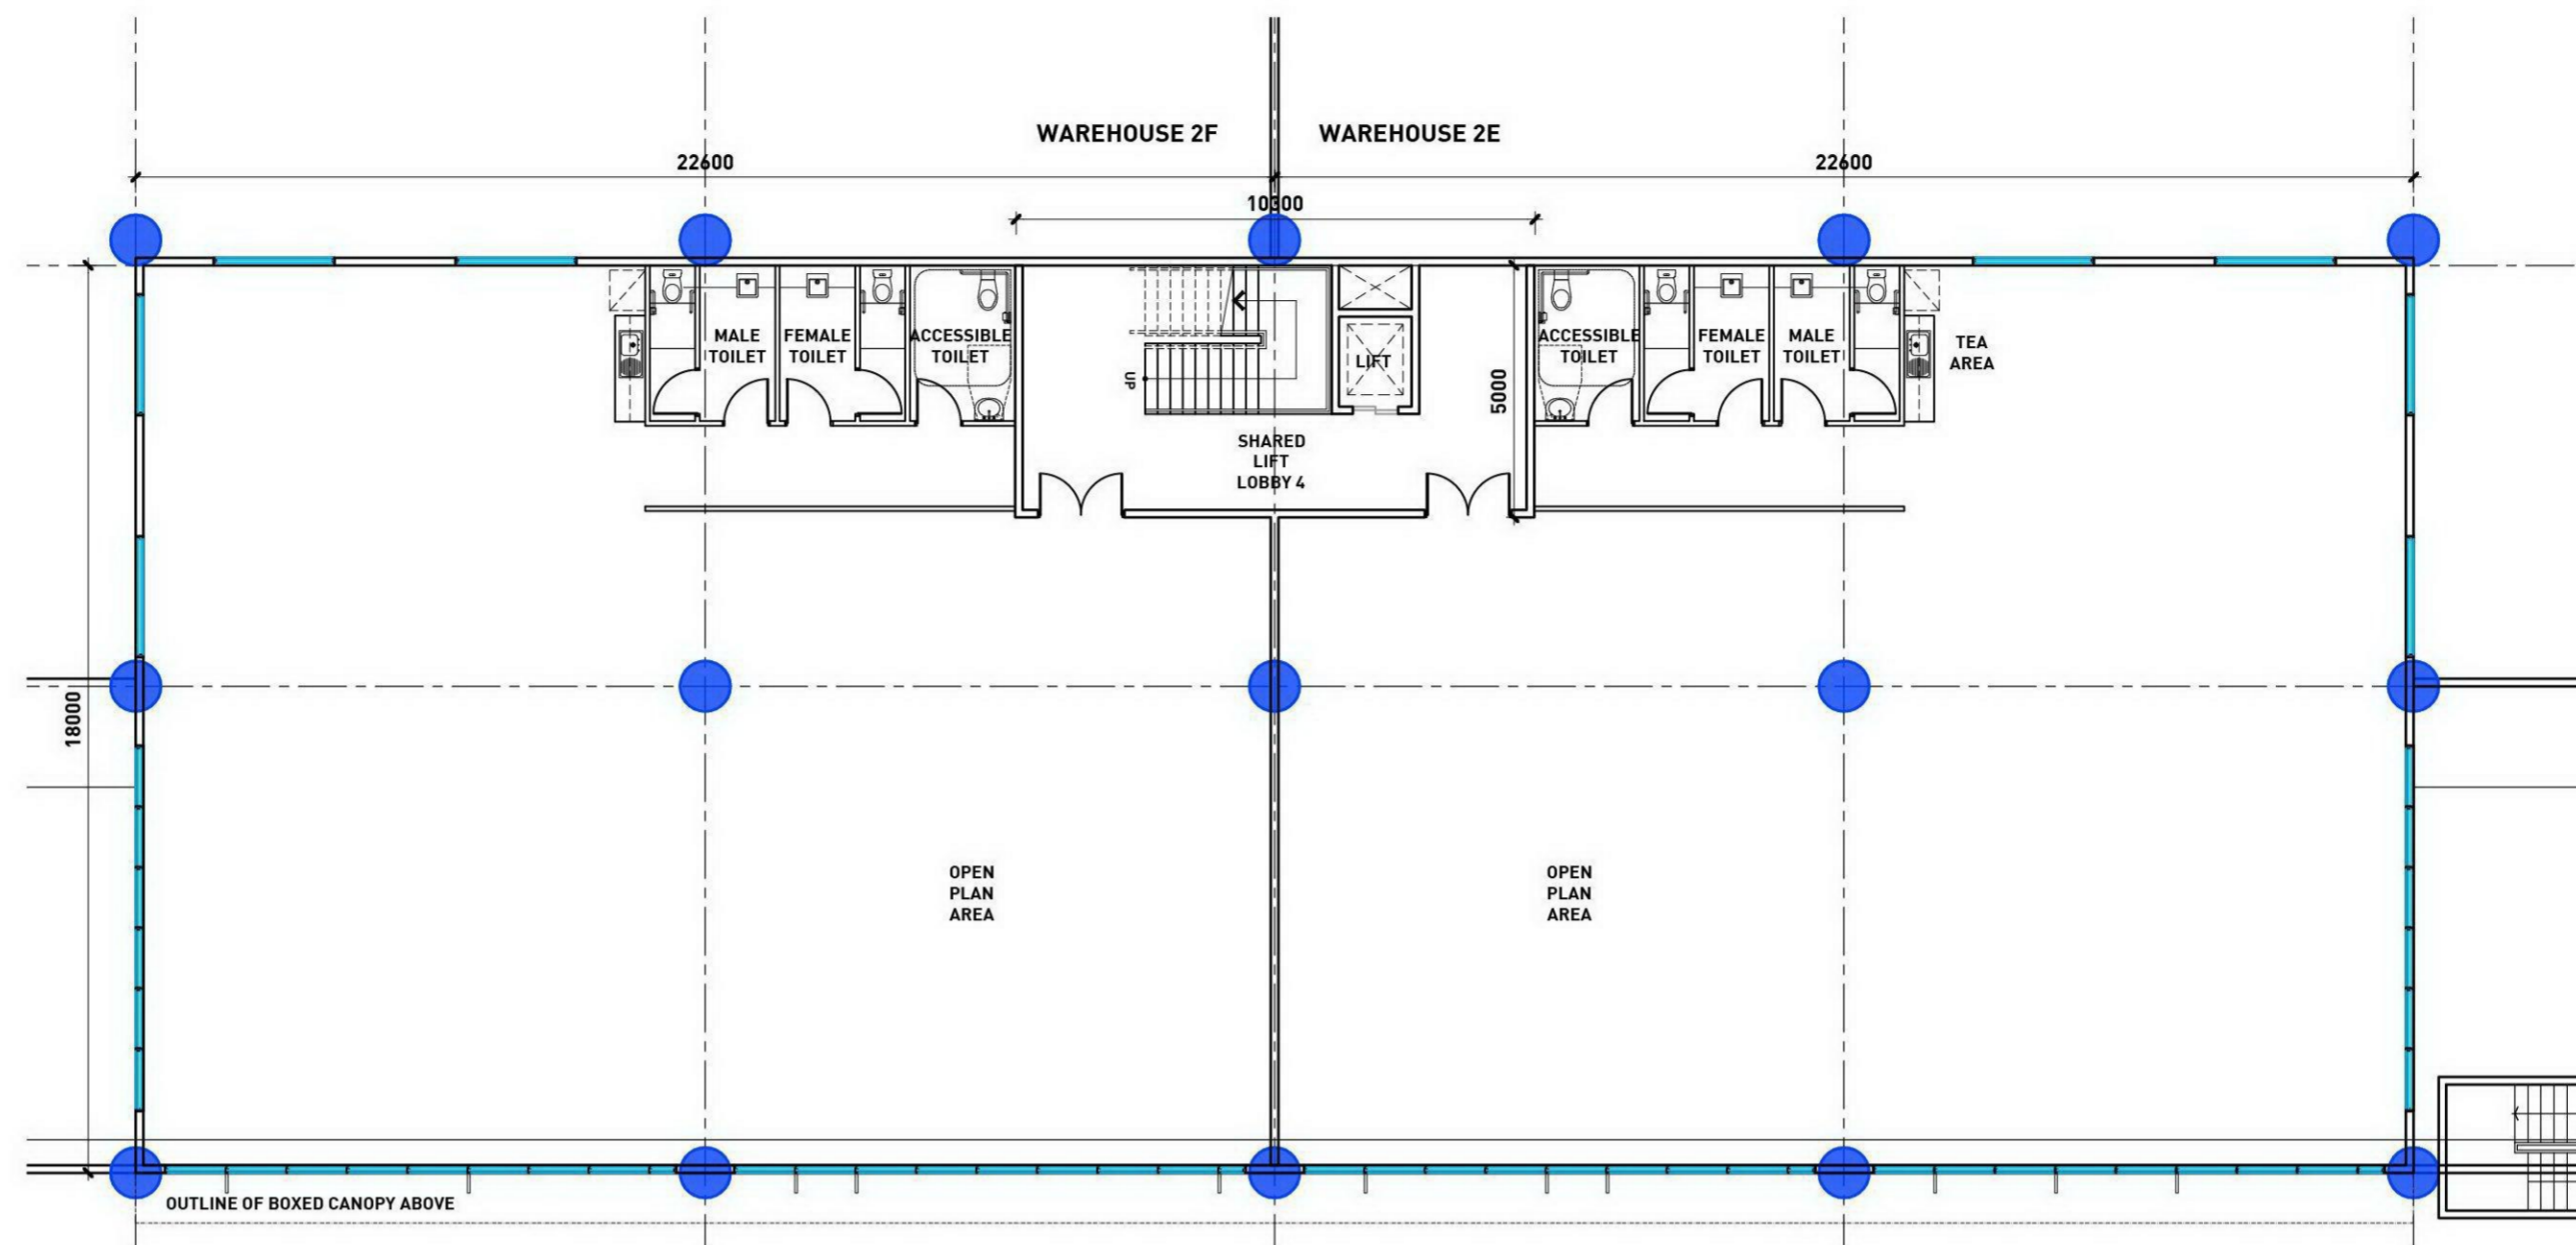 WAREHOUSE 2F
WAREHOUSE 2E
22600
22600
10300
MALE
TOILET
FEMALE
TOILET
ACCESSIBLE
TOILET
UP
LIFT
5000
ACCESSIBLE
TOILET
FEMALE
TOILET
MALE
TOILET
TEA
AREA
SHARED
LIFT
LOBBY 4
18000
OPEN
PLAN
AREA
OPEN
PLAN
AREA
OUTLINE OF BOXED CANOPY ABOVE